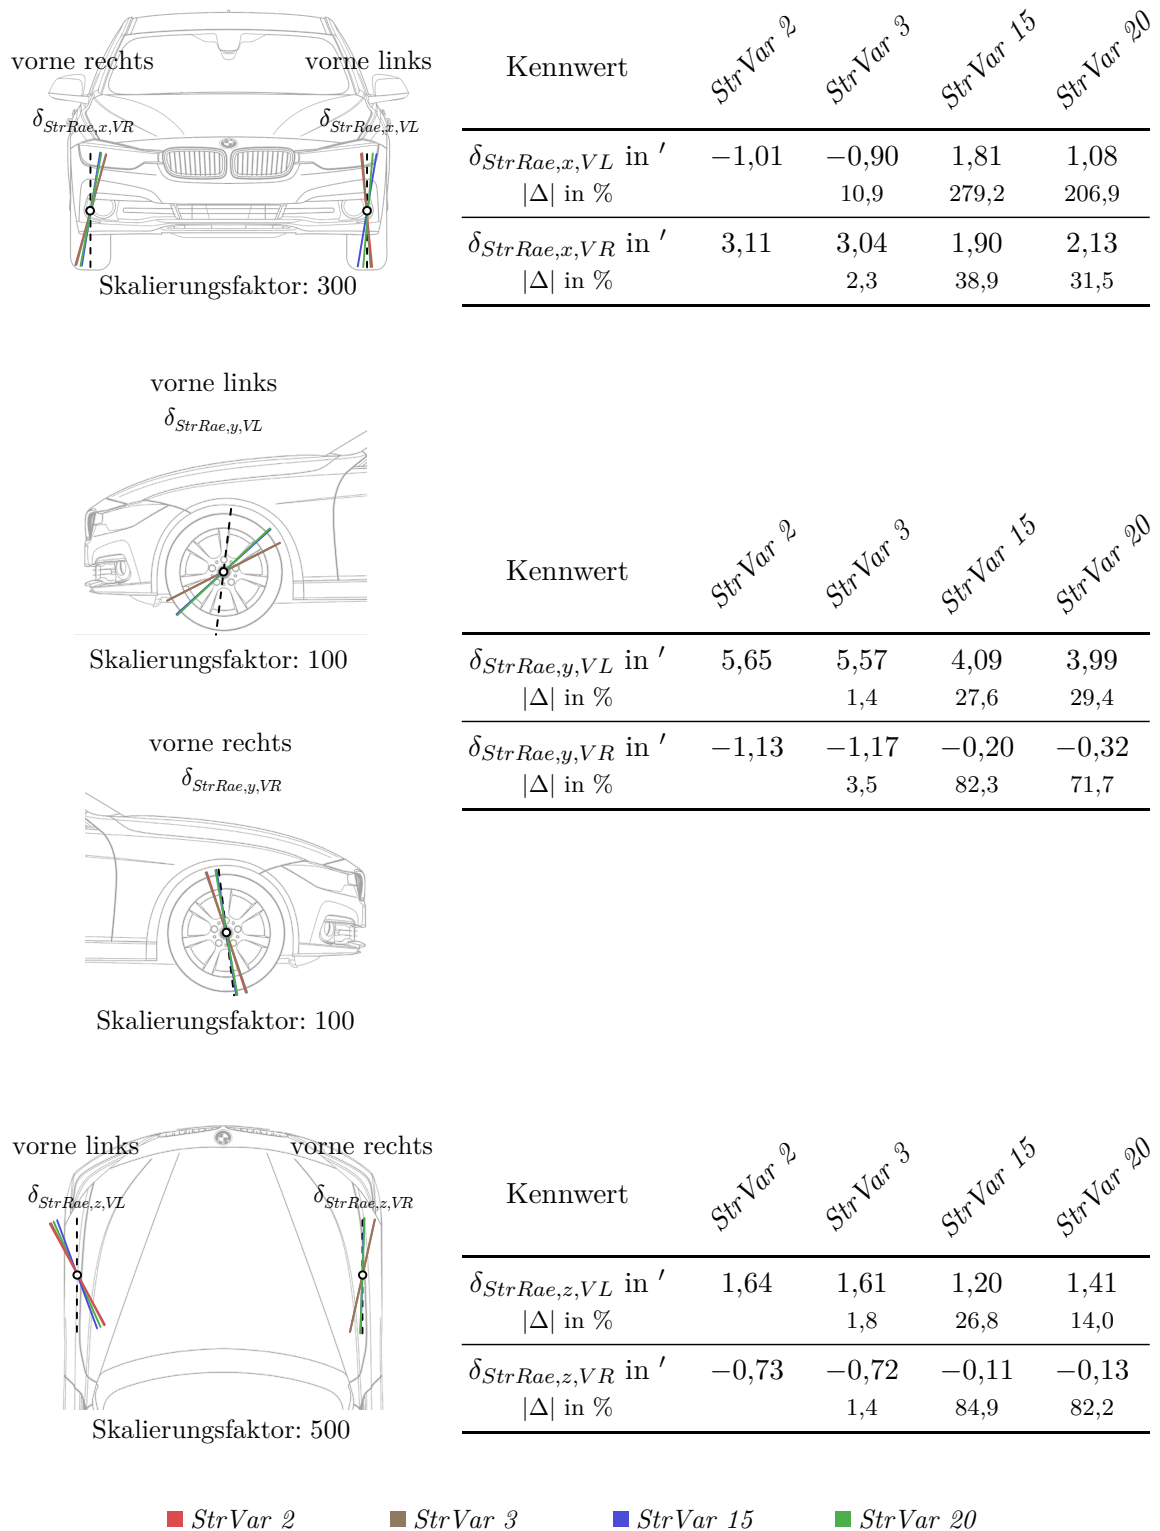 vorne rechts
vorne links
δStrRae,x,VR
δStrRae,x,VL
Skalierungsfaktor: 300
Kennwert StrVar 2 StrVar 3 StrVar 15 StrVar 20
δStrRae,x,VL in ′ −1,01 −0,90 1,81 1,08
|Δ| in % 10,9 279,2 206,9
δStrRae,x,VR in ′ 3,11 3,04 1,90 2,13
|Δ| in % 2,3 38,9 31,5
vorne links
δStrRae,y,VL
Skalierungsfaktor: 100
vorne rechts
δStrRae,y,VR
Skalierungsfaktor: 100
Kennwert StrVar 2 StrVar 3 StrVar 15 StrVar 20
δStrRae,y,VL in ′ 5,65 5,57 4,09 3,99
|Δ| in % 1,4 27,6 29,4
δStrRae,y,VR in ′ −1,13 −1,17 −0,20 −0,32
|Δ| in % 3,5 82,3 71,7
vorne links
vorne rechts
δStrRae,z,VL
δStrRae,z,VR
Skalierungsfaktor: 500
Kennwert StrVar 2 StrVar 3 StrVar 15 StrVar 20
δStrRae,z,VL in ′ 1,64 1,61 1,20 1,41
|Δ| in % 1,8 26,8 14,0
δStrRae,z,VR in ′ −0,73 −0,72 −0,11 −0,13
|Δ| in % 1,4 84,9 82,2
StrVar 2 StrVar 3 StrVar 15 StrVar 20